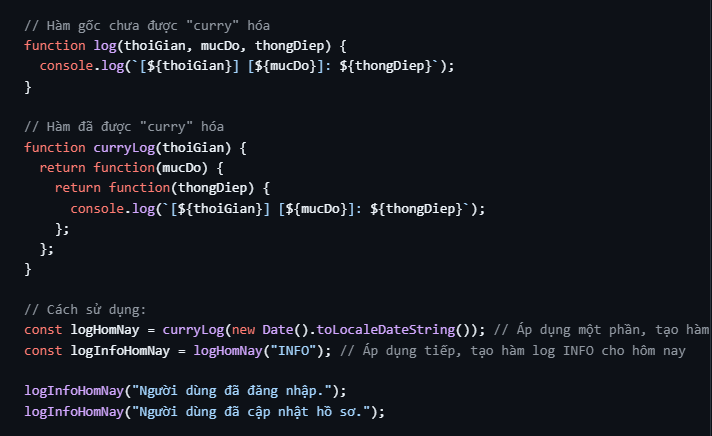 // Hàm gốc chưa được "curry" hóa
function log(thoiGian, mucDo, thongDiep) {
  console.log(`[${thoiGian}] [${mucDo}]: ${thongDiep}`);
}

// Hàm đã được "curry" hóa
function curryLog(thoiGian) {
  return function(mucDo) {
    return function(thongDiep) {
      console.log(`[${thoiGian}] [${mucDo}]: ${thongDiep}`);
    };
  };
}

// Cách sử dụng:
const logHomNay = curryLog(new Date().toLocaleDateString()); // Áp dụng một phần, tạo hàm
const logInfoHomNay = logHomNay("INFO"); // Áp dụng tiếp, tạo hàm log INFO cho hôm nay

logInfoHomNay("Người dùng đã đăng nhập.");
logInfoHomNay("Người dùng đã cập nhật hồ sơ.");